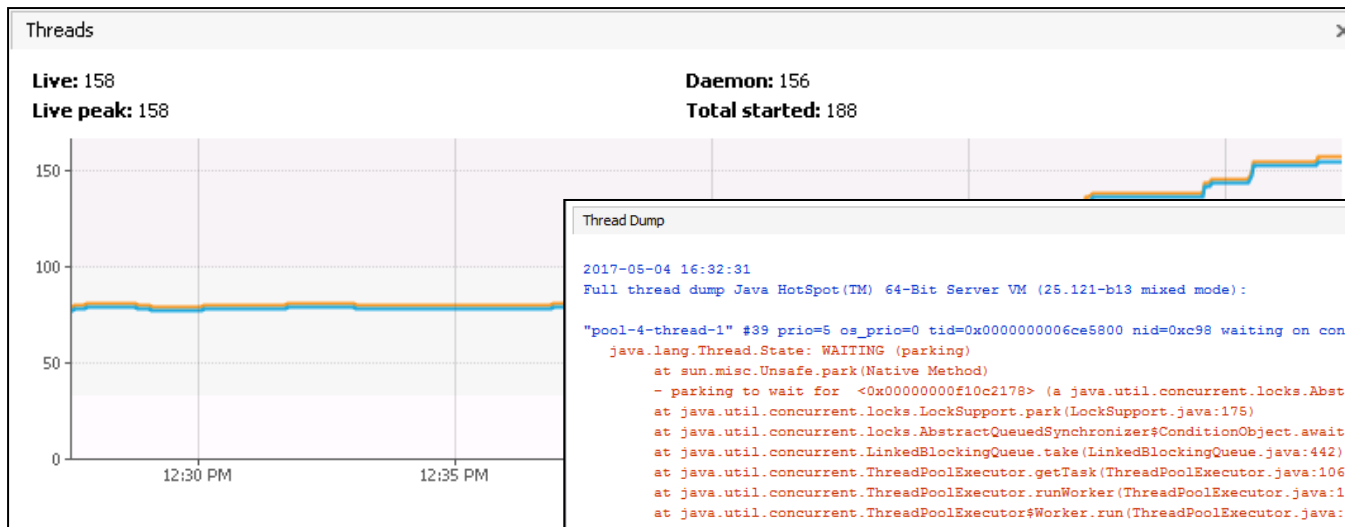 Threads
Live: 158
Daemon: 156
Live peak: 158
Total started: 188
150
100
50
0
12:30 PM
12:35 PM
Thread Dump
2017-05-04 16:32:31
Full thread dump Java HotSpot(TM) 64-Bit Server VM (25.121-b13 mixed mode):
"pool-4-thread-1" #39 prio=5 os_prio=0 tid=0x0000000006ce5800 nid=0xc98 waiting on con
java.lang.Thread.State: WAITING (parking)
at sun.misc.Unsafe.park(Native Method)
- parking to wait for <0x00000000f10c2178> (a java.util.concurrent.locks.Abst
at java.util.concurrent.locks.LockSupport.park(LockSupport.java:175)
at java.util.concurrent.locks.AbstractQueuedSynchronizer$ConditionObject.await
at java.util.concurrent.LinkedBlockingQueue.take(LinkedBlockingQueue.java:442)
at java.util.concurrent.ThreadPoolExecutor.getTask(ThreadPoolExecutor.java:106
at java.util.concurrent.ThreadPoolExecutor.runWorker(ThreadPoolExecutor.java:1
at java.util.concurrent.ThreadPoolExecutor$Worker.run(ThreadPoolExecutor.java: